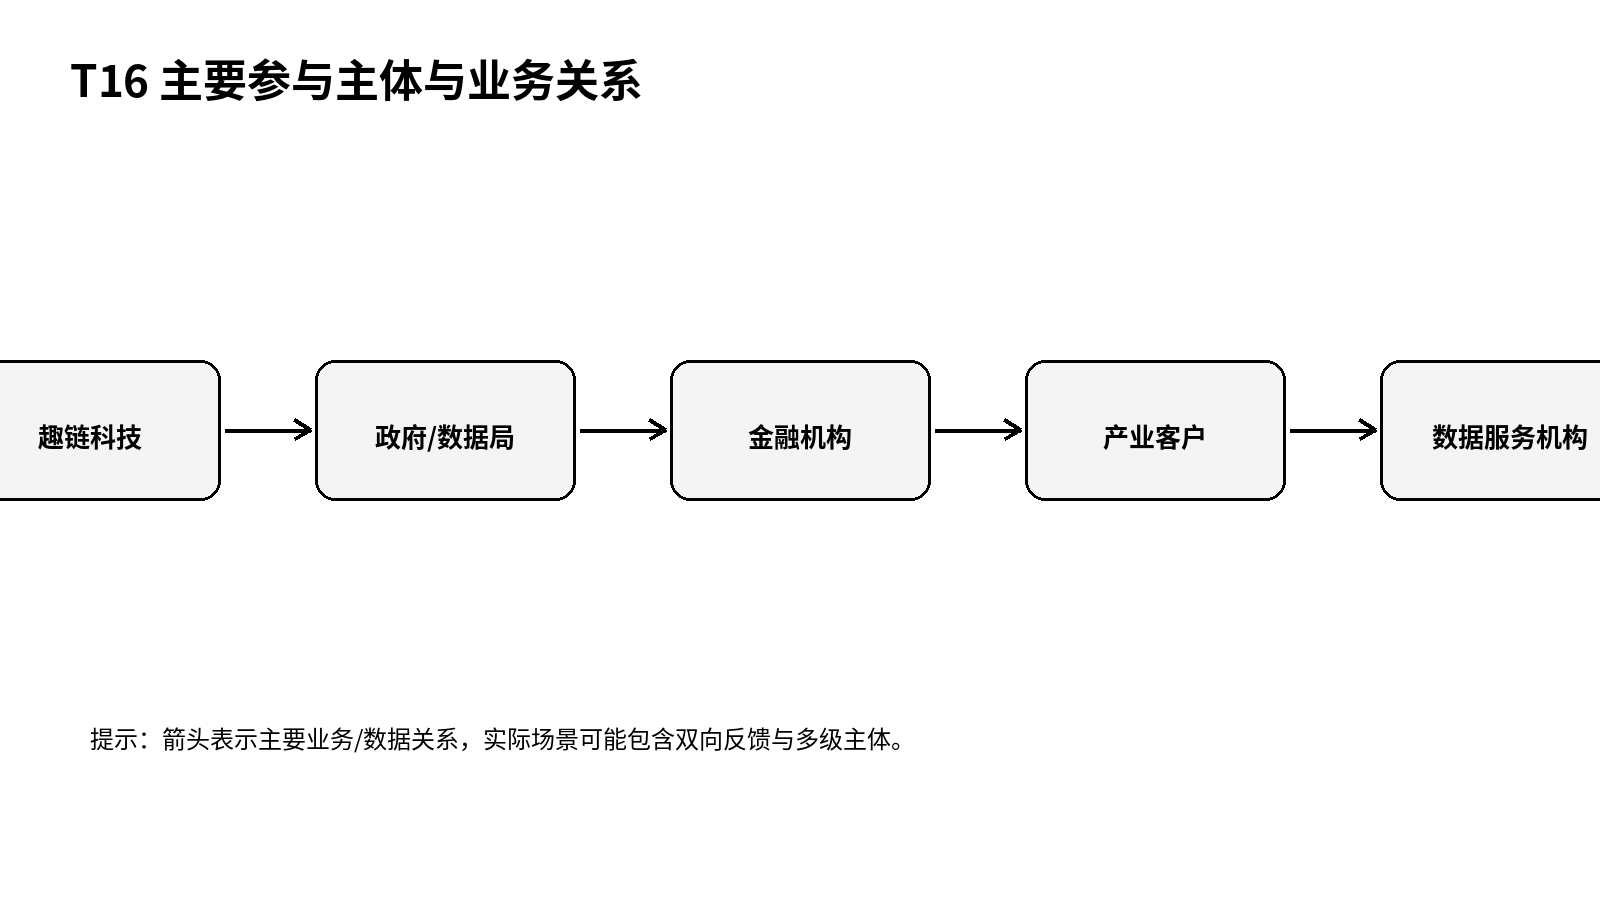 T16 主要参与主体与业务关系
趣链科技
政府/数据局
金融机构
产业客户
数据服务机构
提示：箭头表示主要业务/数据关系，实际场景可能包含双向反馈与多级主体。